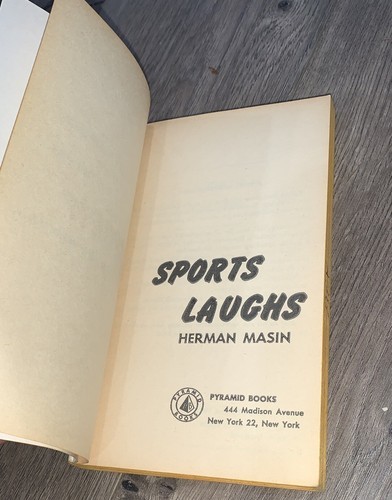 SPORTS
LAUGHS
HERMAN MASIN
PYRAMID BOOKS
PYRAMID BOOKS
444 Madison Avenue
New York 22, New York